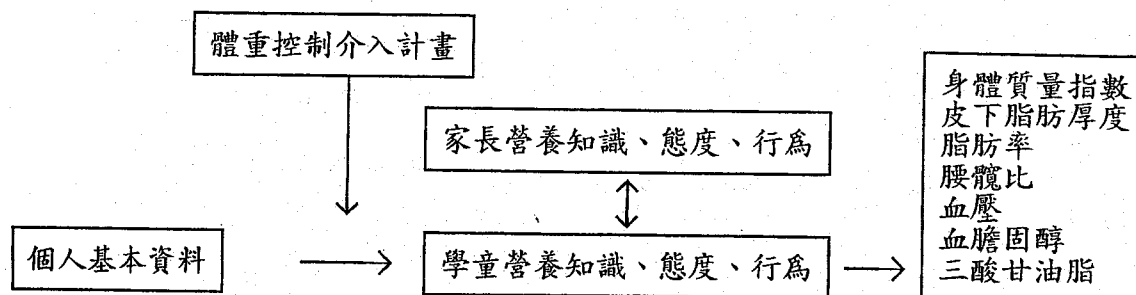 體重控制介入計畫
家長營養知識、態度、行為
個人基本資料
學童營養知識、態度、行為
身體質量指數
皮下脂肪厚度
脂肪率
腰髖比
血壓
血膽固醇
三酸甘油脂